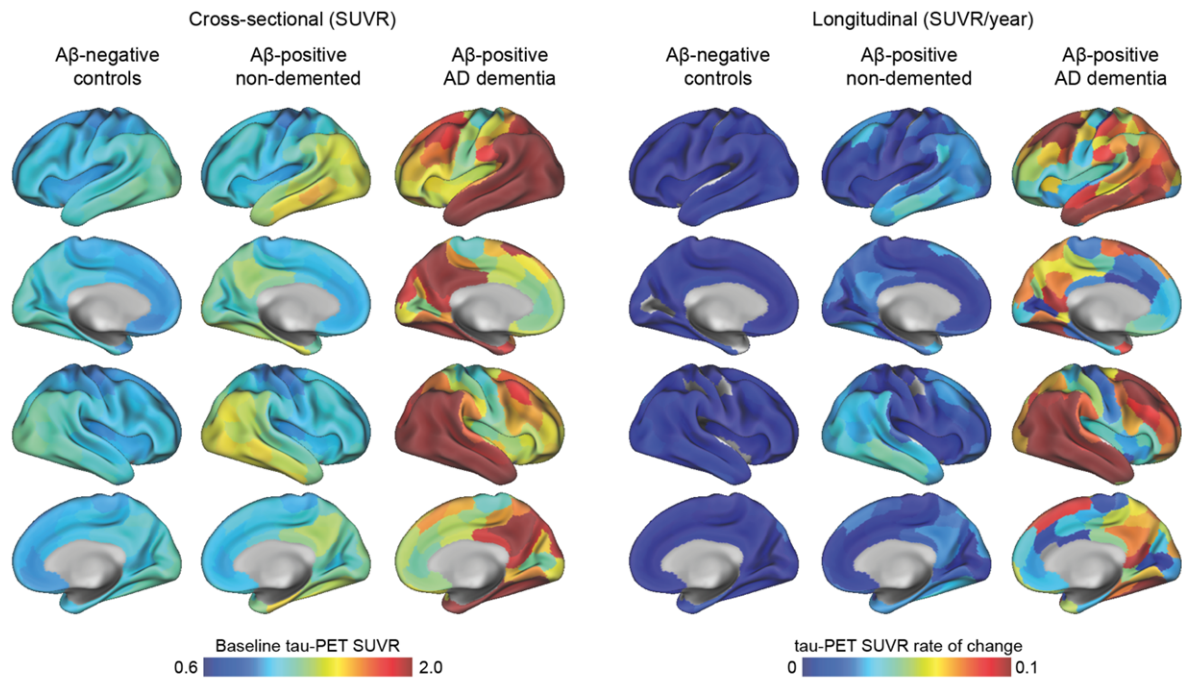 Cross-sectional (SUVR)
Longitudinal (SUVR/year)
Aβ-negative
controls
Aβ-positive
non-demented
Aβ-positive
AD dementia
Aβ-negative
controls
Aβ-positive
non-demented
Aβ-positive
AD dementia
Baseline tau-PET SUVR
0.6
2.0
tau-PET SUVR rate of change
0
0.1